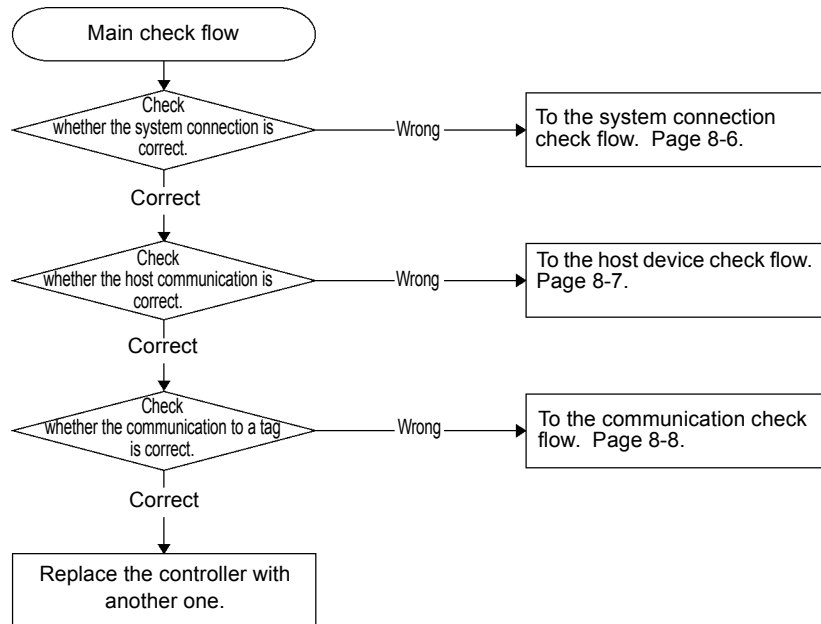 Main check flow
Check
whether the system connection is
correct.
Wrong
To the system connection
check flow.  Page 8-6.
Correct
Check
whether the host communication is
correct.
Wrong
To the host device check flow.
Page 8-7.
Correct
Check
whether the communication to a tag
is correct.
Wrong
To the communication check
flow.  Page 8-8.
Correct
Replace the controller with
another one.